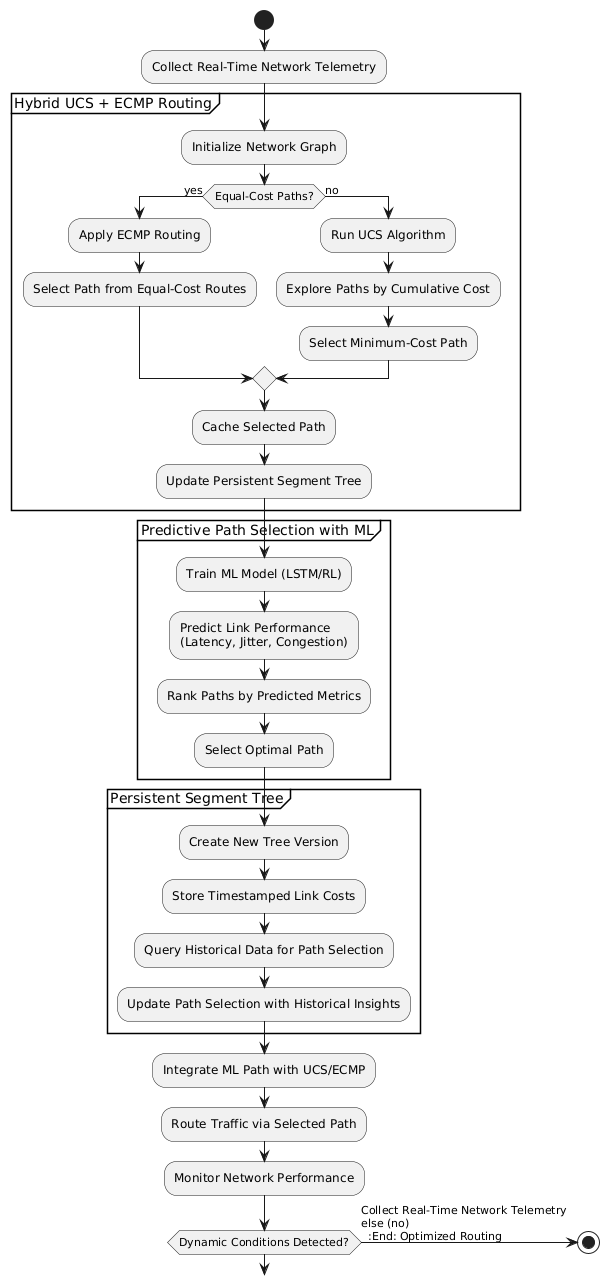 Collect Real-Time Network Telemetry
Hybrid UCS + ECMP Routing
Initialize Network Graph
yes
Equal-Cost Paths?
no
Apply ECMP Routing
Run UCS Algorithm
Select Path from Equal-Cost Routes
Explore Paths by Cumulative Cost
Select Minimum-Cost Path
Cache Selected Path
Update Persistent Segment Tree
Predictive Path Selection with ML
Train ML Model (LSTM/RL)
Predict Link Performance
(Latency, Jitter, Congestion)
Rank Paths by Predicted Metrics
Select Optimal Path
Persistent Segment Tree
Create New Tree Version
Store Timestamped Link Costs
Query Historical Data for Path Selection
Update Path Selection with Historical Insights
Integrate ML Path with UCS/ECMP
Route Traffic via Selected Path
Monitor Network Performance
Dynamic Conditions Detected?
Collect Real-Time Network Telemetry
else (no)
:End: Optimized Routing